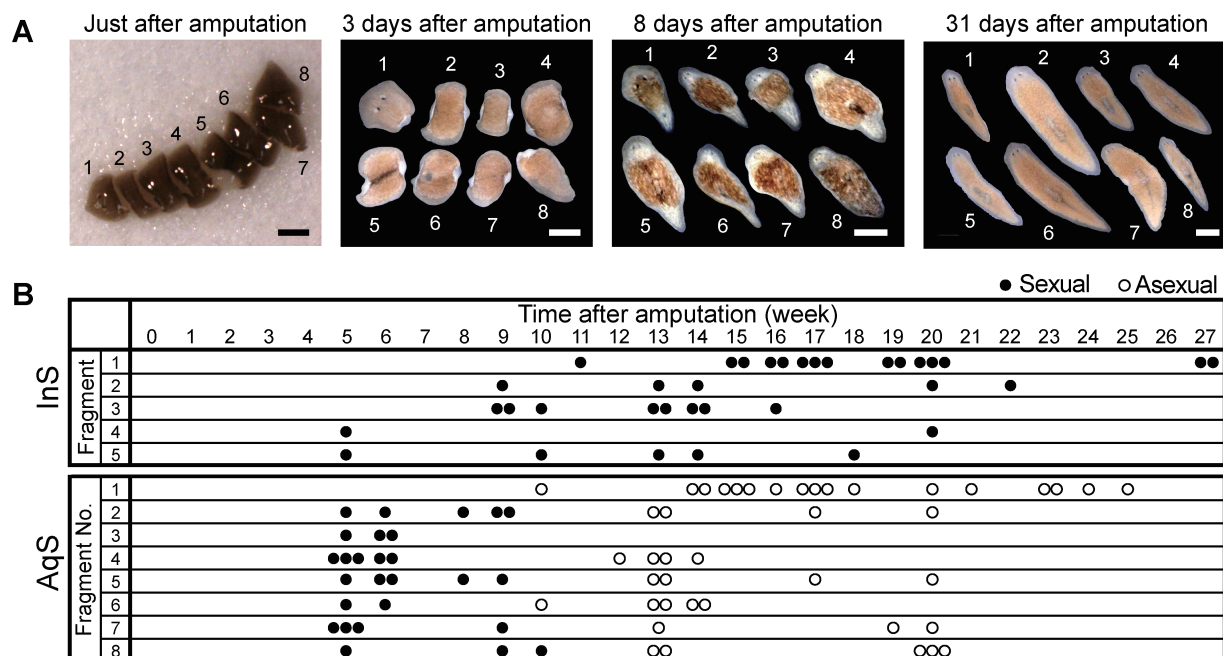 A
Just after amputation
3 days after amputation
8 days after amputation
31 days after amputation
1 2 3 4 5 6 7 8
1 2 3 4
5 6 7 8
1 2 3 4
5 6 7 8
1 2 3 4
5 6 7 8
B
● Sexual ○ Asexual
Time after amputation (week)
0 1 2 3 4 5 6 7 8 9 10 11 12 13 14 15 16 17 18 19 20 21 22 23 24 25 26 27
InS
Fragment
1
2
3
4
5
AqS
Fragment No.
1
2
3
4
5
6
7
8